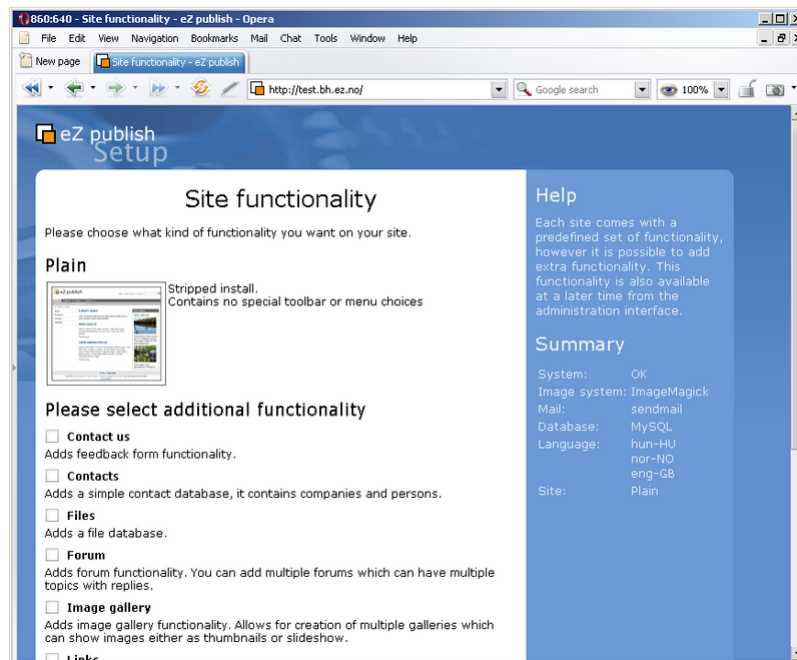 860:640 - Site functionality - eZ publish - Opera
File Edit View Navigation Bookmarks Mail Chat Tools Window Help
New page
Site functionality - eZ publish
http://test.bh.ez.no/
Google search
100%
eZ publish
Setup
Site functionality
Please choose what kind of functionality you want on your site.
Plain
Stripped install.
Contains no special toolbar or menu choices
Please select additional functionality
Contact us
Adds feedback form functionality.
Contacts
Adds a simple contact database, it contains companies and persons.
Files
Adds a file database.
Forum
Adds forum functionality. You can add multiple forums which can have multiple
topics with replies.
Image gallery
Adds image gallery functionality. Allows for creation of multiple galleries which
can show images either as thumbnails or slideshow.
Links
Help
Each site comes with a
predefined set of functionality,
however it is possible to add
extra functionality. This
functionality is also available
at a later time from the
administration interface.
Summary
System: OK
Image system: ImageMagick
Mail: sendmail
Database: MySQL
Language: hun-HU
nor-NO
eng-GB
Site: Plain